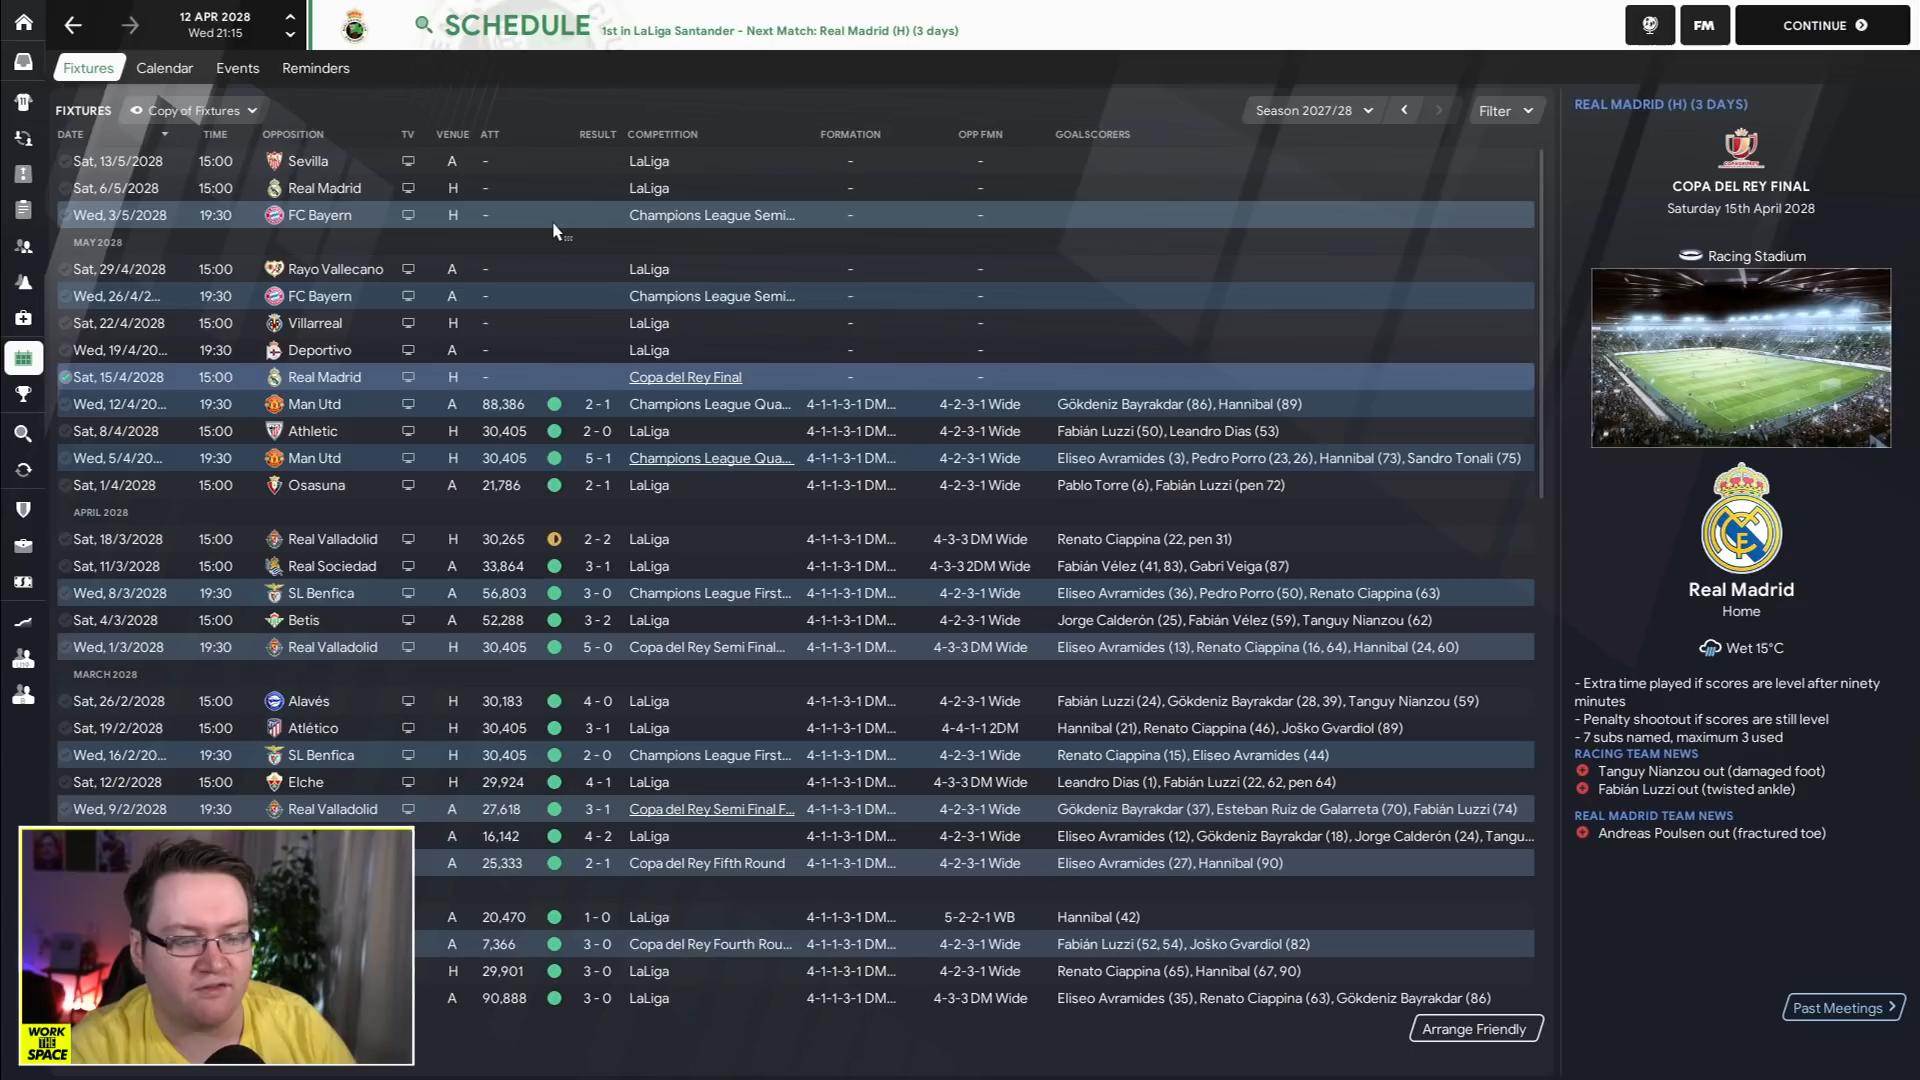 12 APR 2028
Wed 21:15
SCHEDULE
1st in LaLiga Santander - Next Match: Real Madrid (H) (3 days)
FM
CONTINUE
Fixtures Calendar Events Reminders
FIXTURES Copy of Fixtures Season 2027/28 Filter
DATE TIME OPPOSITION TV VENUE ATT RESULT COMPETITION FORMATION OPP FMN GOALSCORERS
Sat, 13/5/2028 15:00 Sevilla A - LaLiga - -
Sat, 6/5/2028 15:00 Real Madrid H - LaLiga - -
Wed, 3/5/2028 19:30 FC Bayern H - Champions League Semi... - -
MAY 2028
Sat, 29/4/2028 15:00 Rayo Vallecano A - LaLiga - -
Wed, 26/4/2... 19:30 FC Bayern A - Champions League Semi... - -
Sat, 22/4/2028 15:00 Villarreal H - LaLiga - -
Wed, 19/4/20... 19:30 Deportivo A - LaLiga - -
Sat, 15/4/2028 15:00 Real Madrid H - Copa del Rey Final - -
Wed, 12/4/20... 19:30 Man Utd A 88,386 2 - 1 Champions League Qua... 4-1-1-3-1 DM... 4-2-3-1 Wide Gökdeniz Bayrakdar (86), Hannibal (89)
Sat, 8/4/2028 15:00 Athletic H 30,405 2 - 0 LaLiga 4-1-1-3-1 DM... 4-2-3-1 Wide Fabián Luzzi (50), Leandro Dias (53)
Wed, 5/4/20... 19:30 Man Utd H 30,405 5 - 1 Champions League Qua... 4-1-1-3-1 DM... 4-2-3-1 Wide Eliseo Avramides (3), Pedro Porro (23, 26), Hannibal (73), Sandro Tonali (75)
Sat, 1/4/2028 15:00 Osasuna A 21,786 2 - 1 LaLiga 4-1-1-3-1 DM... 4-2-3-1 Wide Pablo Torre (6), Fabián Luzzi (pen 72)
APRIL 2028
Sat, 18/3/2028 15:00 Real Valladolid H 30,265 2 - 2 LaLiga 4-1-1-3-1 DM... 4-3-3 DM Wide Renato Ciappina (22, pen 31)
Sat, 11/3/2028 15:00 Real Sociedad A 33,864 3 - 1 LaLiga 4-1-1-3-1 DM... 4-3-3 2DM Wide Fabián Vélez (41, 83), Gabri Veiga (87)
Wed, 8/3/2028 19:30 SL Benfica A 56,803 3 - 0 Champions League First... 4-1-1-3-1 DM... 4-2-3-1 Wide Eliseo Avramides (36), Pedro Porro (50), Renato Ciappina (63)
Sat, 4/3/2028 15:00 Betis A 52,288 3 - 2 LaLiga 4-1-1-3-1 DM... 4-2-3-1 Wide Jorge Calderón (25), Fabián Vélez (59), Tanguy Nianzou (62)
Wed, 1/3/2028 19:30 Real Valladolid H 30,405 5 - 0 Copa del Rey Semi Final... 4-1-1-3-1 DM... 4-3-3 DM Wide Eliseo Avramides (13), Renato Ciappina (16, 64), Hannibal (24, 60)
MARCH 2028
Sat, 26/2/2028 15:00 Alavés H 30,183 4 - 0 LaLiga 4-1-1-3-1 DM... 4-2-3-1 Wide Fabián Luzzi (24), Gökdeniz Bayrakdar (28, 39), Tanguy Nianzou (59)
Sat, 19/2/2028 15:00 Atlético H 30,405 3 - 1 LaLiga 4-1-1-3-1 DM... 4-4-1-1 2DM Hannibal (21), Renato Ciappina (46), Joško Gvardiol (89)
Wed, 16/2/20... 19:30 SL Benfica H 30,405 2 - 0 Champions League First... 4-1-1-3-1 DM... 4-2-3-1 Wide Renato Ciappina (15), Eliseo Avramides (44)
Sat, 12/2/2028 15:00 Elche H 29,924 4 - 1 LaLiga 4-1-1-3-1 DM... 4-3-3 DM Wide Leandro Dias (1), Fabián Luzzi (22, 62, pen 64)
Wed, 9/2/2028 19:30 Real Valladolid A 27,618 3 - 1 Copa del Rey Semi Final F... 4-1-1-3-1 DM... 4-2-3-1 Wide Gökdeniz Bayrakdar (37), Esteban Ruiz de Galarreta (70), Fabián Luzzi (74)
A 16,142 4 - 2 LaLiga 4-1-1-3-1 DM... 4-2-3-1 Wide Eliseo Avramides (12), Gökdeniz Bayrakdar (18), Jorge Calderón (24), Tangu...
A 25,333 2 - 1 Copa del Rey Fifth Round 4-1-1-3-1 DM... 4-2-3-1 Wide Eliseo Avramides (27), Hannibal (90)
A 20,470 1 - 0 LaLiga 4-1-1-3-1 DM... 5-2-2-1 WB Hannibal (42)
A 7,366 3 - 0 Copa del Rey Fourth Rou... 4-1-1-3-1 DM... 4-2-3-1 Wide Fabián Luzzi (52, 54), Joško Gvardiol (82)
H 29,901 3 - 0 LaLiga 4-1-1-3-1 DM... 4-2-3-1 Wide Renato Ciappina (65), Hannibal (67, 90)
A 90,888 3 - 0 LaLiga 4-1-1-3-1 DM... 4-3-3 DM Wide Eliseo Avramides (35), Renato Ciappina (63), Gökdeniz Bayrakdar (86)
Arrange Friendly
WORK
THE
SPACE
REAL MADRID (H) (3 DAYS)
COPA DEL REY FINAL
Saturday 15th April 2028
Racing Stadium
Real Madrid
Home
Wet 15°C
- Extra time played if scores are level after ninety
minutes
- Penalty shootout if scores are still level
- 7 subs named, maximum 3 used
RACING TEAM NEWS
Tanguy Nianzou out (damaged foot)
Fabián Luzzi out (twisted ankle)
REAL MADRID TEAM NEWS
Andreas Poulsen out (fractured toe)
Past Meetings